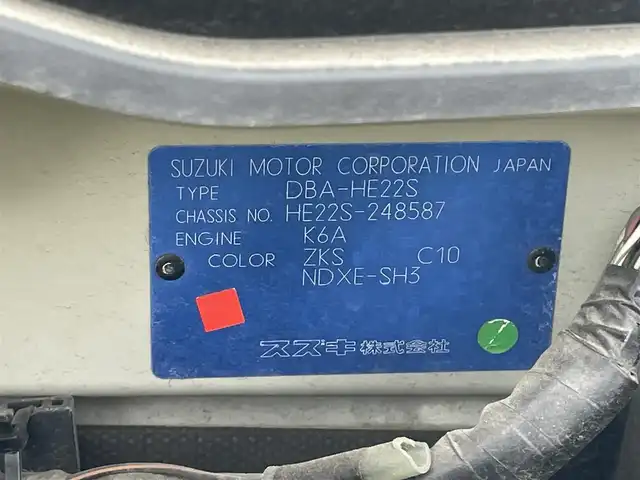 SUZUKI MOTOR CORPORATION JAPAN
TYPE DBA-HE22S
CHASSIS NO. HE22S-248587
ENGINE K6A
COLOR ZKS C10
NDXE-SH3
スズキ株式会社